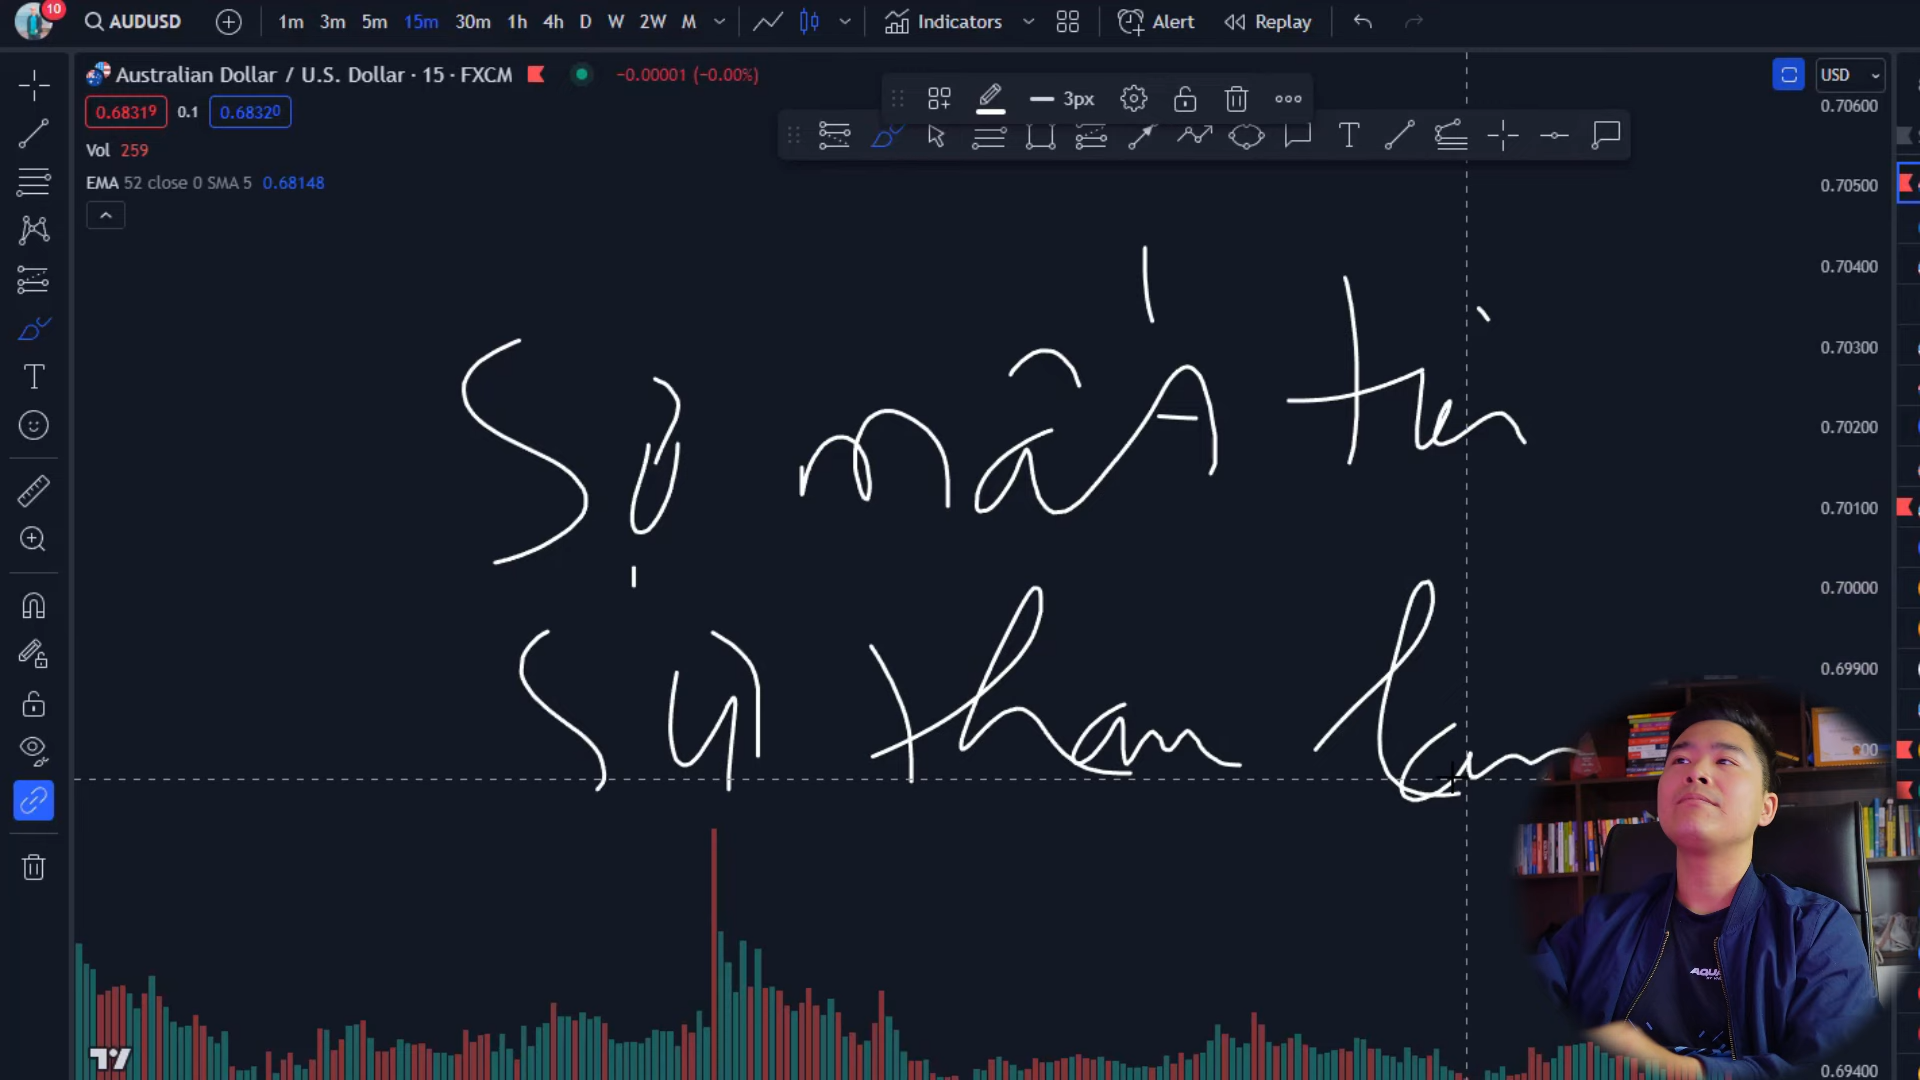 10
AUDUSD 1m 3m 5m 15m 30m 1h 4h D W 2W M Indicators Alert Replay
Australian Dollar / U.S. Dollar · 15 · FXCM −0.00001 (−0.00%)
USD
3px
0.68319 0.1 0.68320
Vol 259
EMA 52 close 0 SMA 5 0.68148
0.70600
0.70500
0.70400
0.70300
0.70200
0.70100
0.70000
0.69900
0.69400
Sợ mất tiền
Sự tham lam
AQUA